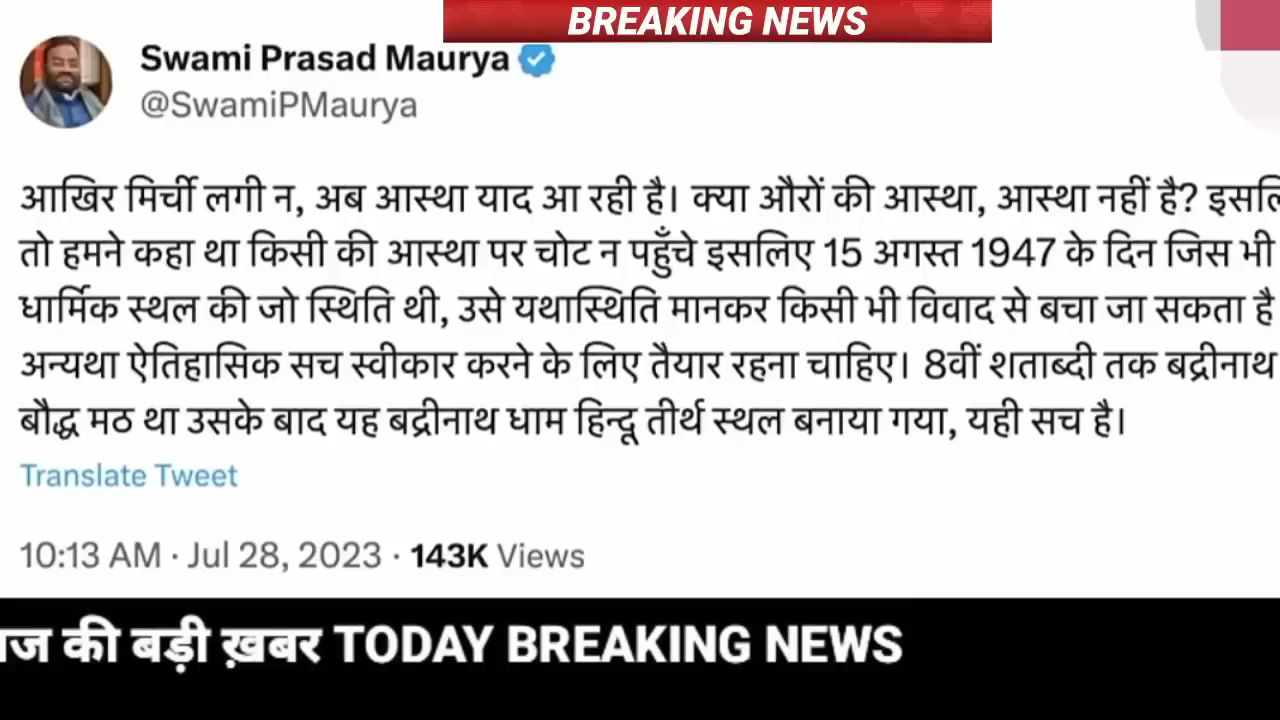 BREAKING NEWS
Swami Prasad Maurya
@SwamiPMaurya
आखिर मिर्ची लगी न, अब आस्था याद आ रही है। क्या औरों की आस्था, आस्था नहीं है?
तो हमने कहा था किसी की आस्था पर चोट न पहुँचे इसलिए 15 अगस्त 1947 के दिन जिस भी
धार्मिक स्थल की जो स्थिति थी, उसे यथास्थिति मानकर किसी भी विवाद से बचा जा सकता है
अन्यथा ऐतिहासिक सच स्वीकार करने के लिए तैयार रहना चाहिए। 8वीं शताब्दी तक बद्रीनाथ
बौद्ध मठ था उसके बाद यह बद्रीनाथ धाम हिन्दू तीर्थ स्थल बनाया गया, यही सच है।
Translate Tweet
10:13 AM · Jul 28, 2023 · 143K Views
की बड़ी ख़बर TODAY BREAKING NEWS